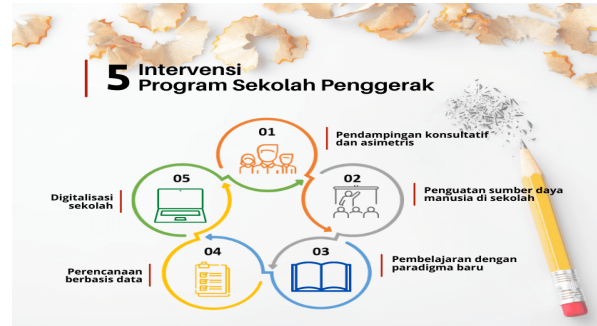 5 Intervensi
Program Sekolah Penggerak
01
Pendampingan konsultatif
dan asimetris
02
Penguatan sumber daya
manusia di sekolah
03
Pembelajaran dengan
paradigma baru
04
Perencanaan
berbasis data
05
Digitalisasi
sekolah